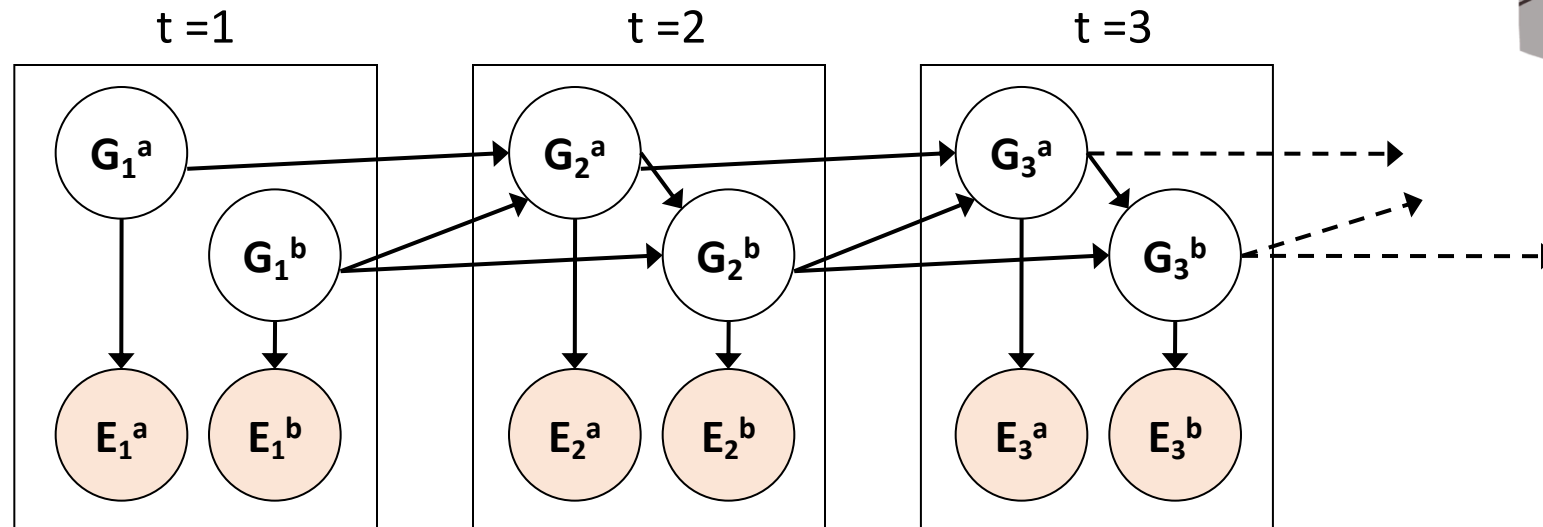 t =1 t =2 t =3
G₁ᵃ G₂ᵃ G₃ᵃ
G₁ᵇ G₂ᵇ G₃ᵇ
E₁ᵃ E₁ᵇ E₂ᵃ E₂ᵇ E₃ᵃ E₃ᵇ